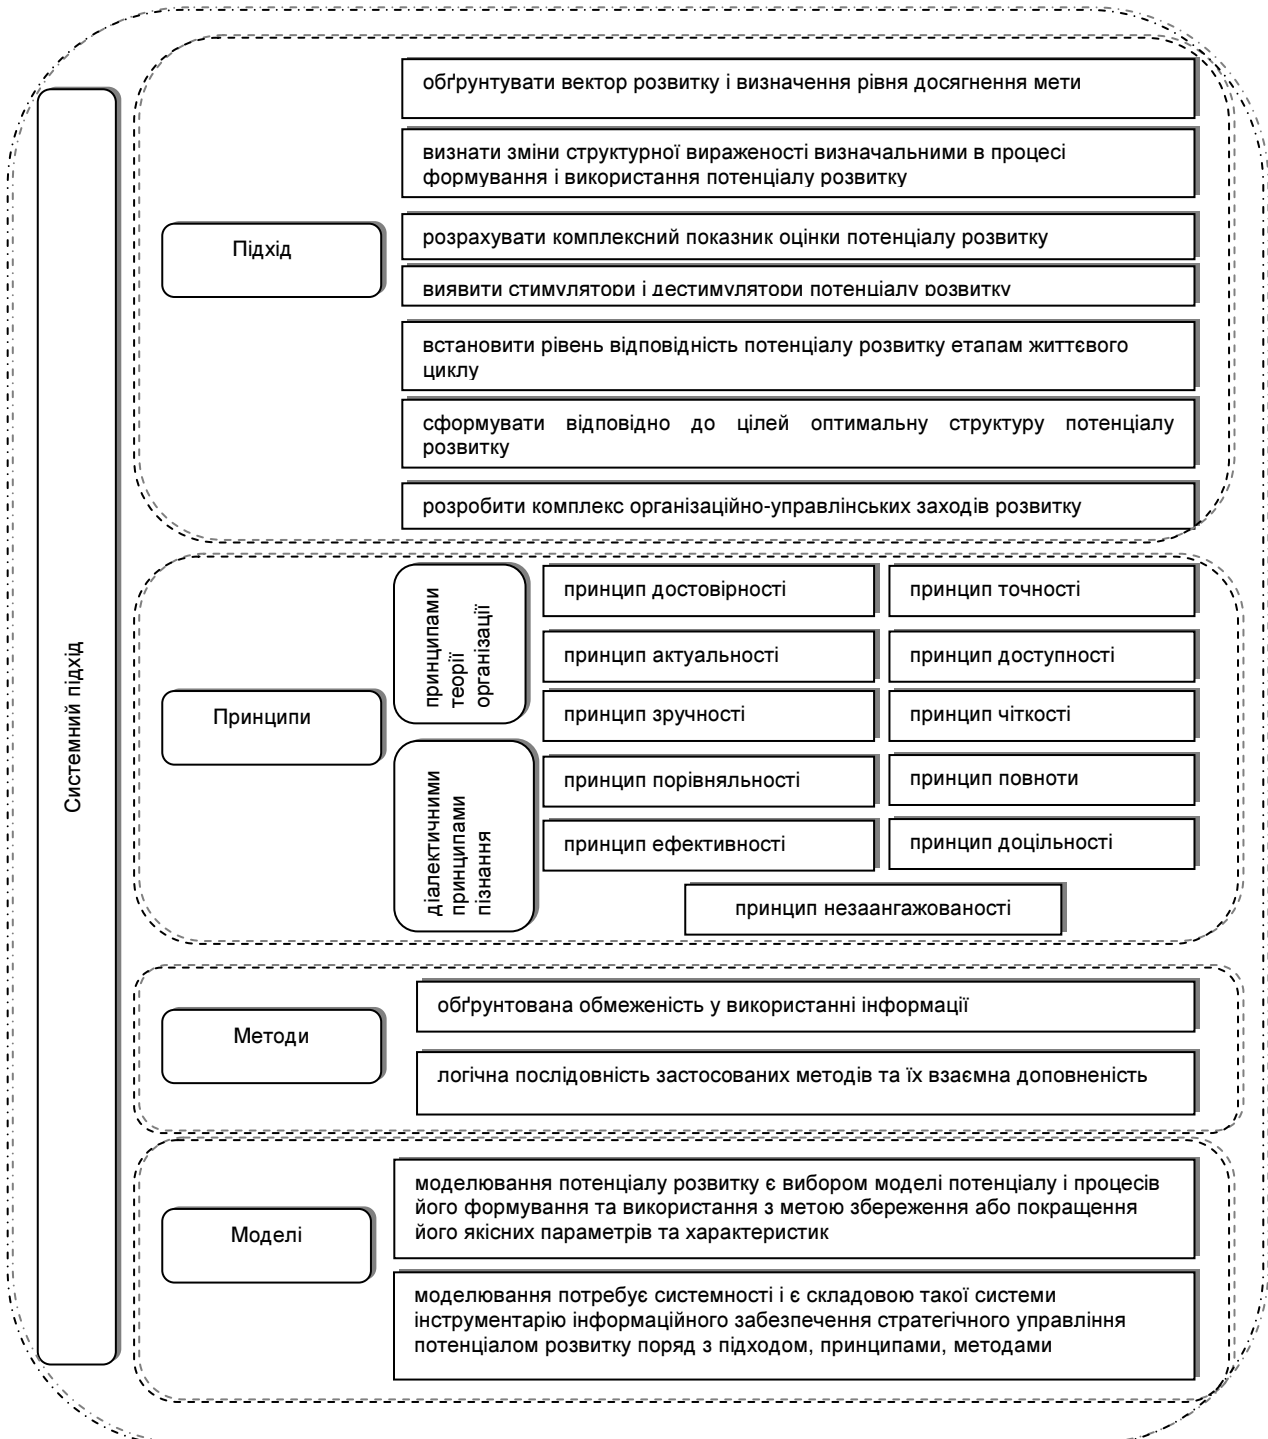 Системний підхід
Підхід
обґрунтувати вектор розвитку і визначення рівня досягнення мети
визнати зміни структурної вираженості визначальними в процесі
формування і використання потенціалу розвитку
розрахувати комплексний показник оцінки потенціалу розвитку
виявити стимулятори і дестимулятори потенціалу розвитку
встановити рівень відповідність потенціалу розвитку етапам життєвого
циклу
сформувати відповідно до цілей оптимальну структуру потенціалу
розвитку
розробити комплекс організаційно-управлінських заходів розвитку
Принципи
принципами
теорії
організації
діалектичними
принципами
пізнання
принцип достовірності
принцип точності
принцип актуальності
принцип доступності
принцип зручності
принцип чіткості
принцип порівняльності
принцип повноти
принцип ефективності
принцип доцільності
принцип незаангажованості
Методи
обґрунтована обмеженість у використанні інформації
логічна послідовність застосованих методів та їх взаємна доповненість
Моделі
моделювання потенціалу розвитку є вибором моделі потенціалу і процесів
його формування та використання з метою збереження або покращення
його якісних параметрів та характеристик
моделювання потребує системності і є складовою такої системи
інструментарію інформаційного забезпечення стратегічного управління
потенціалом розвитку поряд з підходом, принципами, методами